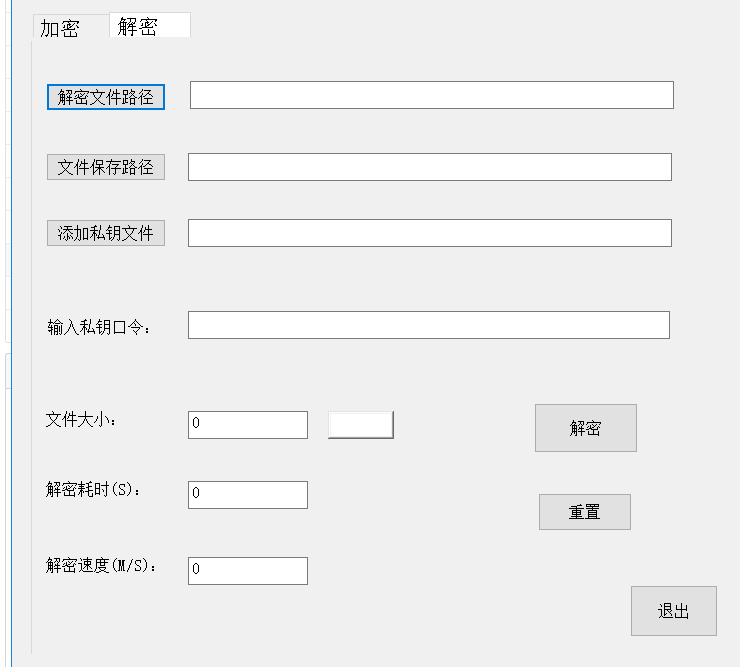 加密 解密
解密文件路径
文件保存路径
添加私钥文件
输入私钥口令:
文件大小: 0 解密
解密耗时(S): 0 重置
解密速度(M/S): 0
退出